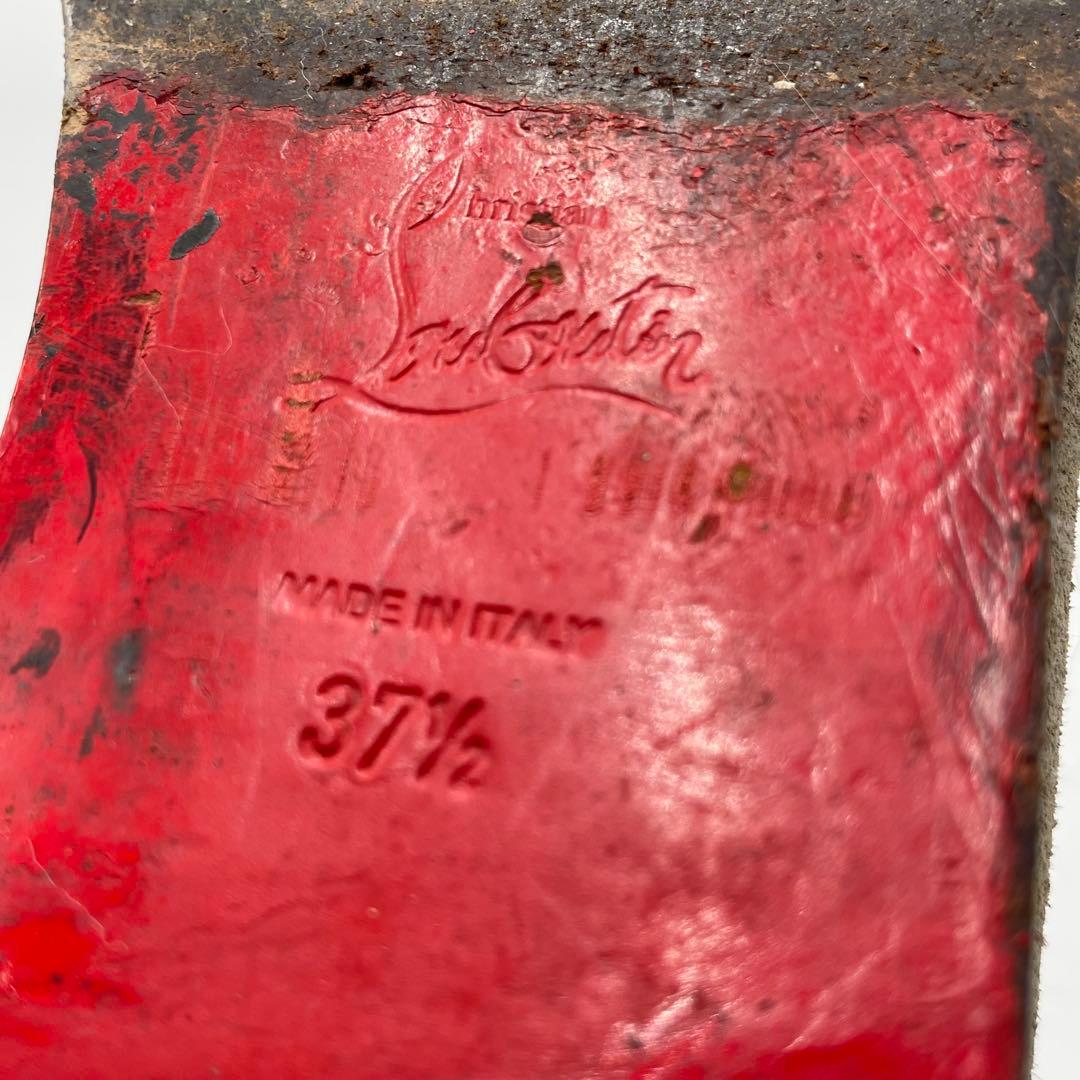 Christian
Louboutin
MADE IN ITALY
37½